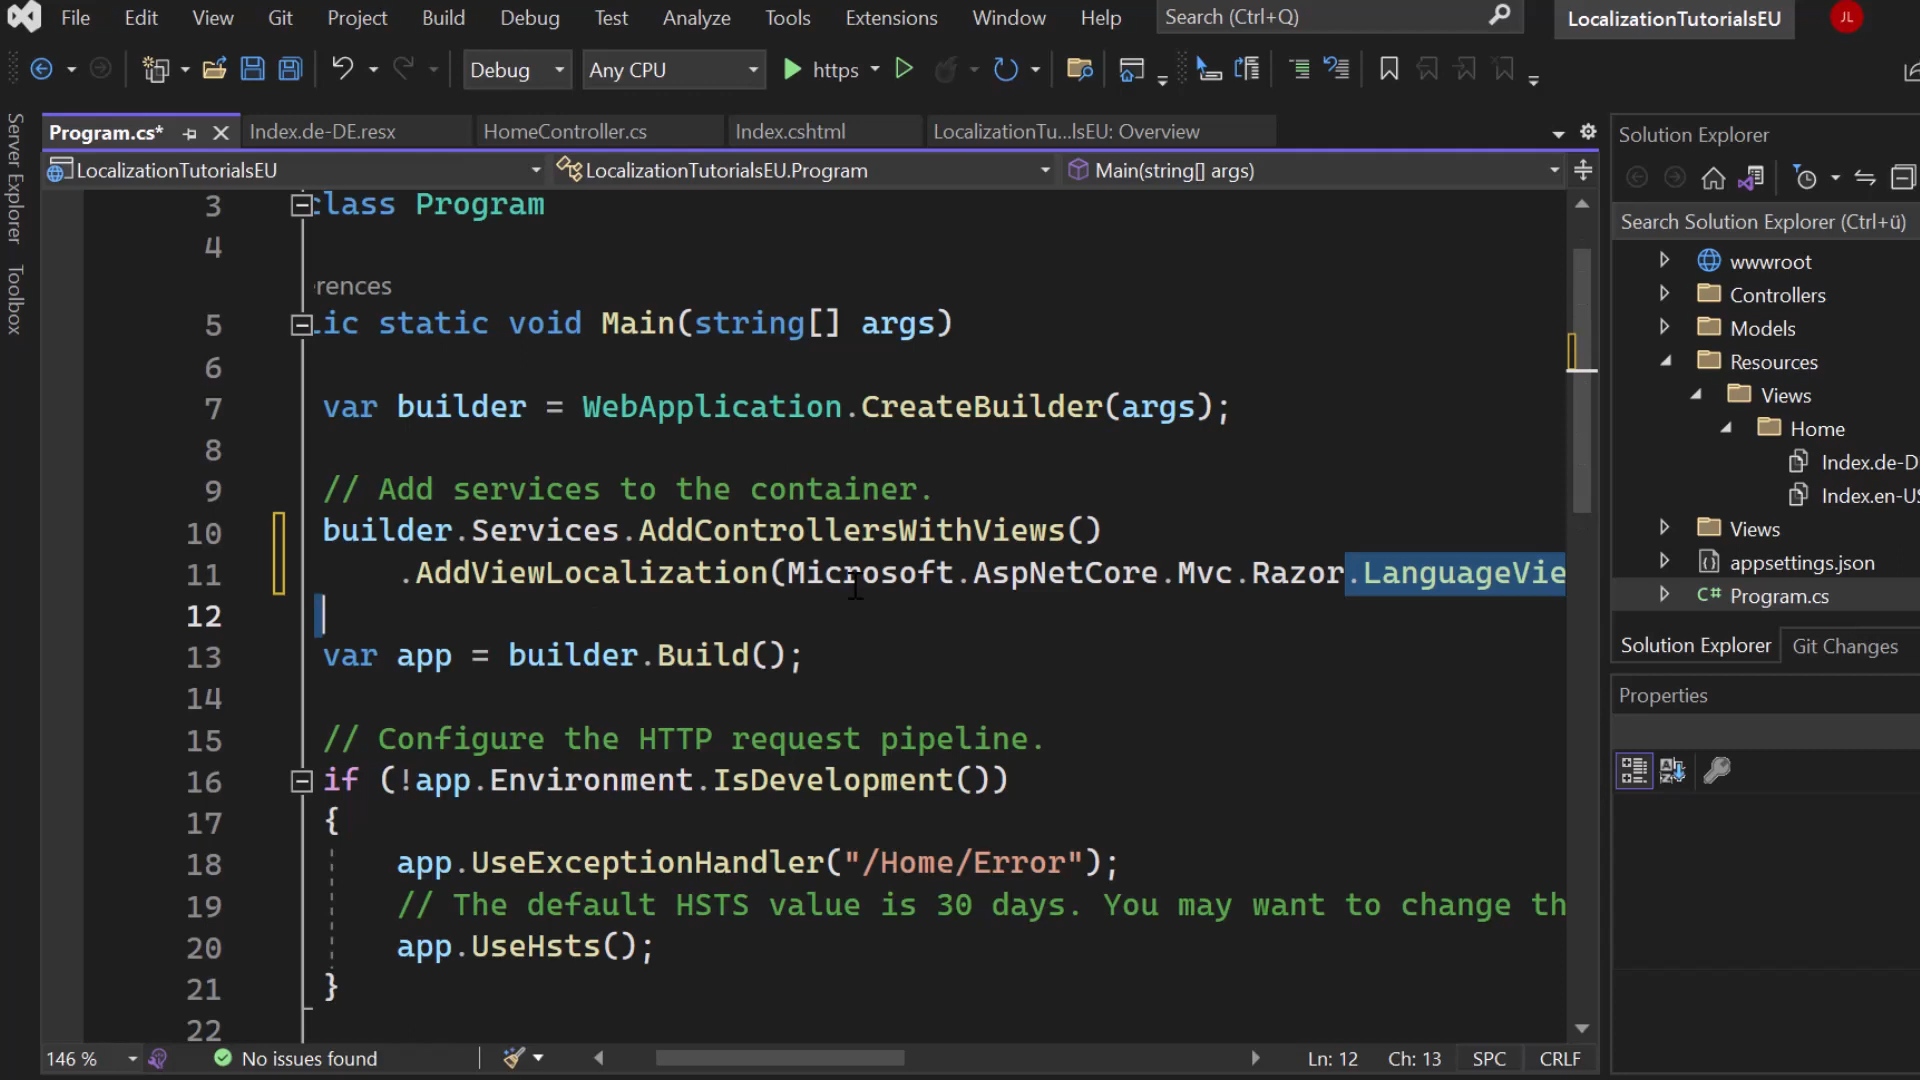 File Edit View Git Project Build Debug Test Analyze Tools Extensions Window Help Search (Ctrl+Q) LocalizationTutorialsEU JL
Debug Any CPU https
Server Explorer
Toolbox
Program.cs* Index.de-DE.resx HomeController.cs Index.cshtml LocalizationTu...lsEU: Overview
LocalizationTutorialsEU LocalizationTutorialsEU.Program Main(string[] args)
3 class Program
4
erences
5 lic static void Main(string[] args)
6
7 var builder = WebApplication.CreateBuilder(args);
8
9 // Add services to the container.
10 builder.Services.AddControllersWithViews()
11 .AddViewLocalization(Microsoft.AspNetCore.Mvc.Razor.LanguageVie
12
13 var app = builder.Build();
14
15 // Configure the HTTP request pipeline.
16 if (!app.Environment.IsDevelopment())
17 {
18 app.UseExceptionHandler("/Home/Error");
19 // The default HSTS value is 30 days. You may want to change th
20 app.UseHsts();
21 }
22
146 % No issues found Ln: 12 Ch: 13 SPC CRLF
Solution Explorer
Search Solution Explorer (Ctrl+ü)
wwwroot
Controllers
Models
Resources
Views
Home
Index.de-D
Index.en-US
Views
appsettings.json
C# Program.cs
Solution Explorer Git Changes
Properties